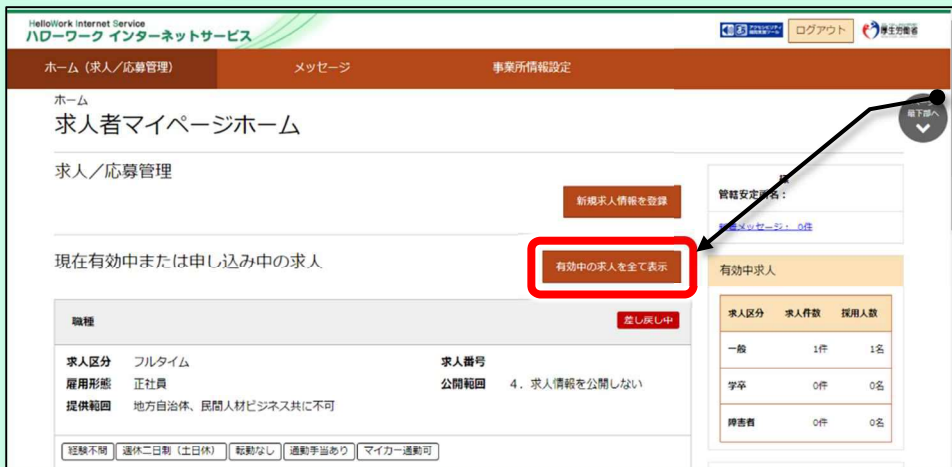 HelloWork Internet Service
ハローワーク インターネットサービス
ログアウト
厚生労働省
ホーム（求人／応募管理）
メッセージ
事業所情報設定
ホーム
求人者マイページホーム
最下部へ
求人／応募管理
新規求人情報を登録
様
管轄安定所名：
新着メッセージ： 0件
現在有効中または申し込み中の求人
有効中の求人を全て表示
有効中求人
職種
差し戻し中
求人区分 求人件数 採用人数
求人区分 フルタイム
求人番号
一般 1件 1名
雇用形態 正社員
公開範囲 4．求人情報を公開しない
学卒 0件 0名
提供範囲 地方自治体、民間人材ビジネス共に不可
障害者 0件 0名
経験不問 週休二日制（土日休） 転勤なし 通勤手当あり マイカー通勤可